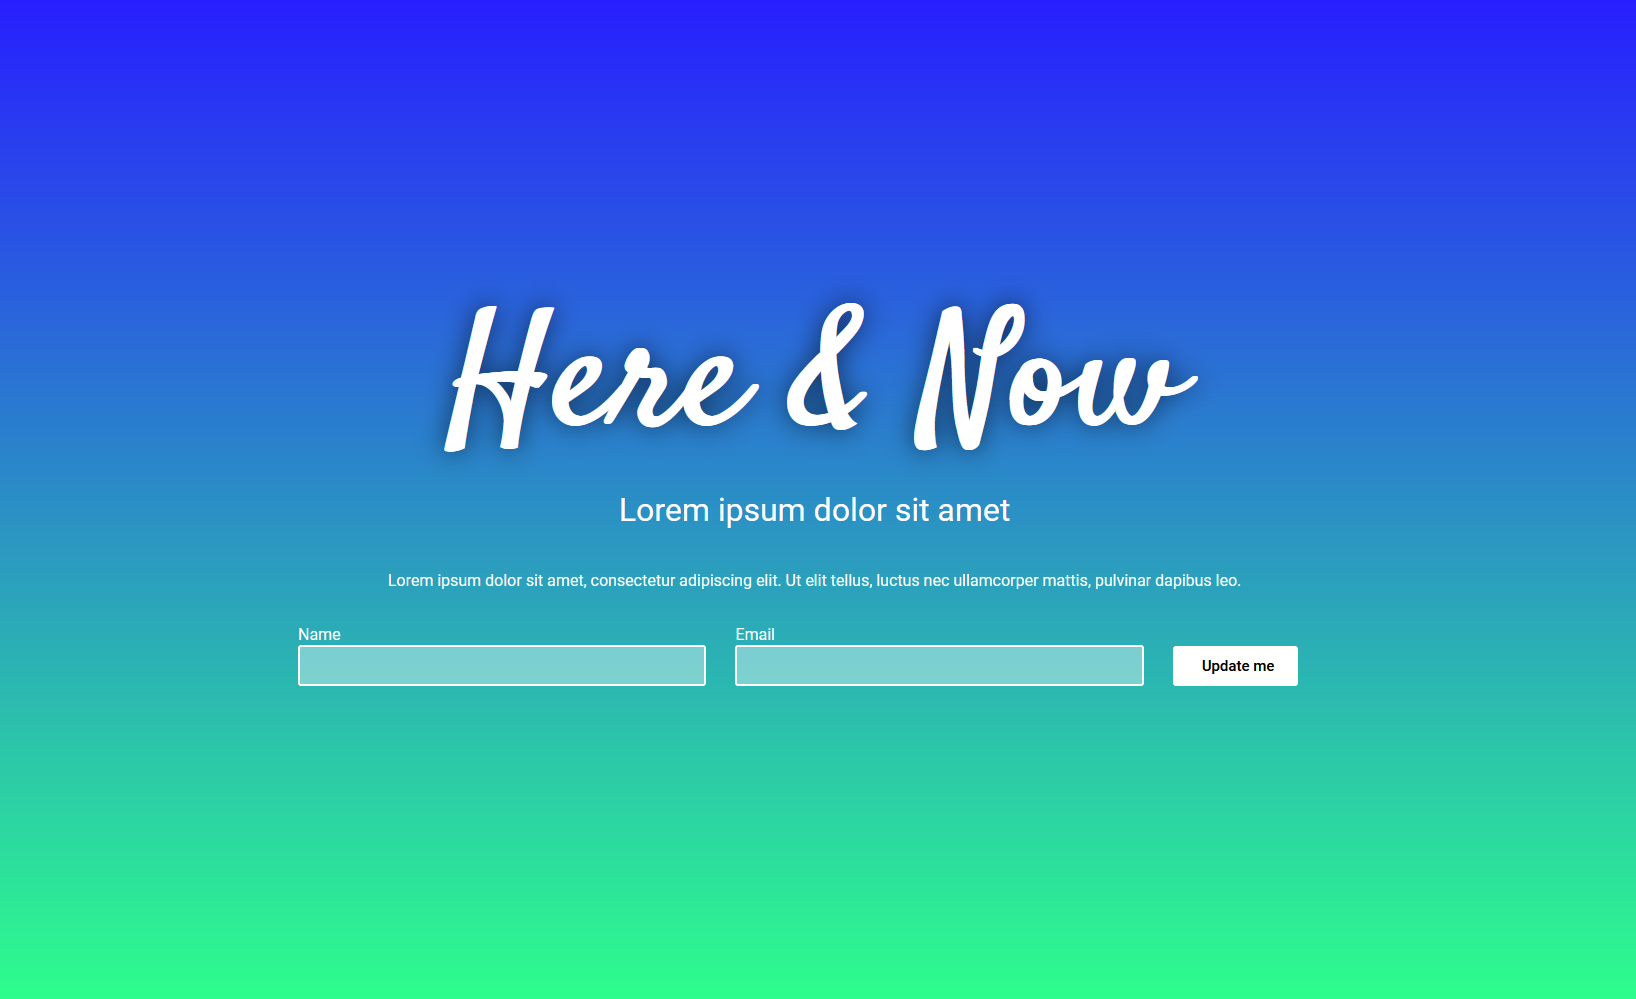 Here & Now
Lorem ipsum dolor sit amet
Lorem ipsum dolor sit amet, consectetur adipiscing elit. Ut elit tellus, luctus nec ullamcorper mattis, pulvinar dapibus leo.
Name Email
Update me